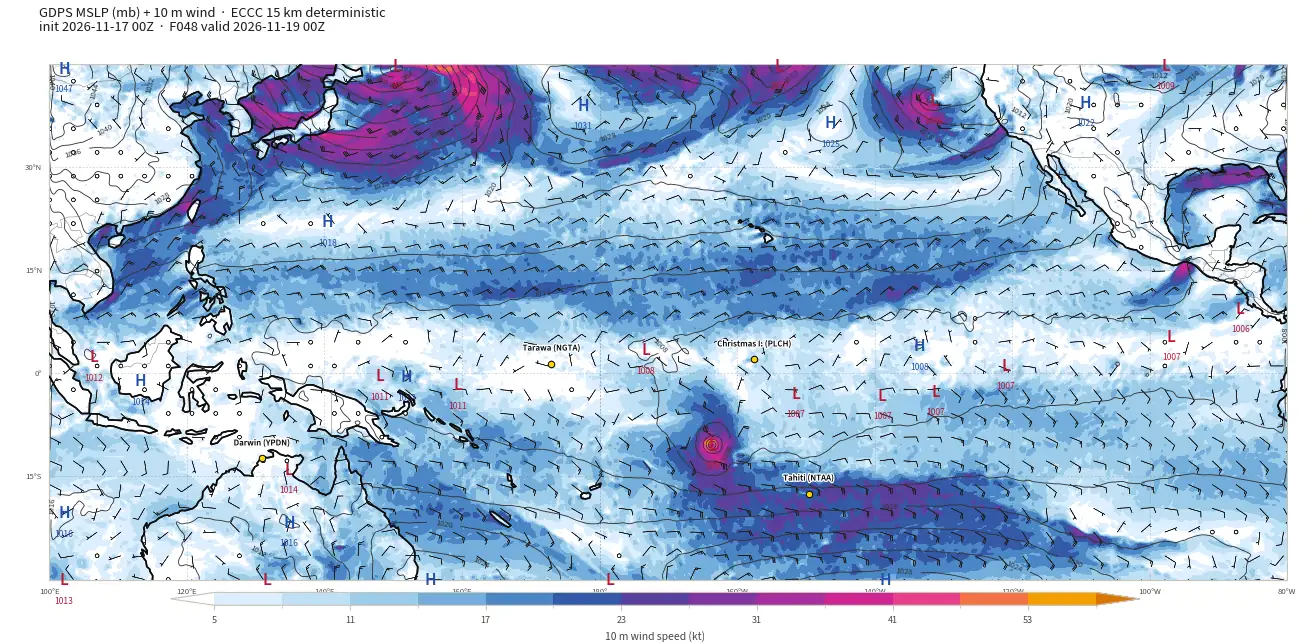 GDPS MSLP (mb) + 10 m wind · ECCC 15 km deterministic
init 2026-11-17 00Z · F048 valid 2026-11-19 00Z
H 1047
L
L
L 1009
H 1031
H 1025
H 1022
30°N
H 1018
15°N
L 1006
L 1007
Tarawa (NGTA)
Christmas I: (PLCH)
L 1008
H 1008
L 1012
0°
L 1007
L 1011
H
L 1011
L 1007
L 1007
L 1007
Darwin (YPDN)
L 1014
15°S
Tahiti (NTAA)
H 1016
H 1016
L 1013
L
H
L
H
100°E 120°E 140°E 160°E 180° 160°W 140°W 120°W 100°W 80°W
5 11 17 23 31 41 53
10 m wind speed (kt)